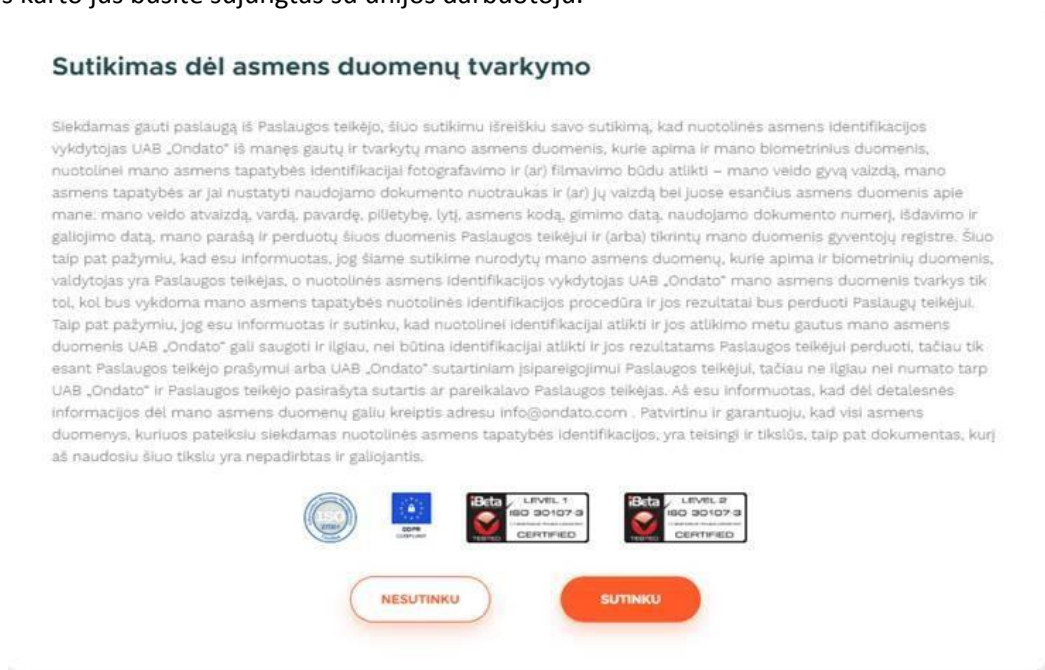 s karto jūs būsite sujungtas su unijos darbuotoju.
Sutikimas dėl asmens duomenų tvarkymo
Siekdamas gauti paslaugą iš Paslaugos teikėjo, šiuo sutikimu išreiškiu savo sutikimą, kad nuotolinės asmens identifikacijos
vykdytojas UAB „Ondato“ iš manęs gautų ir tvarkytų mano asmens duomenis, kurie apima ir mano biometrinius duomenis,
nuotolinei mano asmens tapatybės identifikacijai fotografavimo ir (ar) filmavimo būdu atlikti – mano veido gyvą vaizdą, mano
asmens tapatybės ar jai nustatyti naudojamo dokumento nuotraukas ir (ar) jų vaizdą bei juose esančius asmens duomenis apie
mane: mano veido atvaizdą, vardą, pavardę, pilietybę, lytį, asmens kodą, gimimo datą, naudojamo dokumento numerį, išdavimo ir
galiojimo datą, mano parašą ir perduotų šiuos duomenis Paslaugos teikėjui ir (arba) tikrintų mano duomenis gyventojų registre. Šiuo
taip pat pažymiu, kad esu informuotas, jog šiame sutikime nurodytų mano asmens duomenų, kurie apima ir biometrinių duomenis,
valdytojas yra Paslaugos teikėjas, o nuotolinės asmens identifikacijos vykdytojas UAB „Ondato“ mano asmens duomenis tvarkys tik
tol, kol bus vykdoma mano asmens tapatybės nuotolinės identifikacijos procedūra ir jos rezultatai bus perduoti Paslaugų teikėjui.
Taip pat pažymiu, jog esu informuotas ir sutinku, kad nuotolinei identifikacijai atlikti ir jos atlikimo metu gautus mano asmens
duomenis UAB „Ondato“ gali saugoti ir ilgiau, nei būtina identifikacijai atlikti ir jos rezultatams Paslaugos teikėjui perduoti, tačiau tik
esant Paslaugos teikėjo prašymui arba UAB „Ondato“ sutartiniam įsipareigojimui Paslaugos teikėjui, tačiau ne ilgiau nei numato tarp
UAB „Ondato“ ir Paslaugos teikėjo pasirašyta sutartis ar pareikalavo Paslaugos teikėjas. Aš esu informuotas, kad dėl detalesnės
informacijos dėl mano asmens duomenų galiu kreiptis adresu info@ondato.com . Patvirtinu ir garantuoju, kad visi asmens
duomenys, kuriuos pateiksiu siekdamas nuotolinės asmens tapatybės identifikacijos, yra teisingi ir tikslūs, taip pat dokumentas, kurį
aš naudosiu šiuo tikslu yra nepadirbtas ir galiojantis.
ISO
GDPR
COMPLIANT
iBeta
TESTED
LEVEL 1
ISO 30107-3
CERTIFIED
iBeta
TESTED
LEVEL 2
ISO 30107-3
CERTIFIED
NESUTINKU
SUTINKU